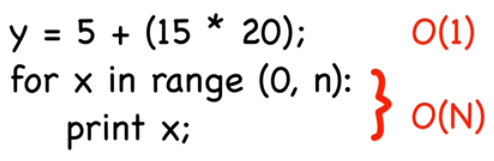 y = 5 + (15 * 20); O(1)
for x in range (0, n):
print x; O(N)